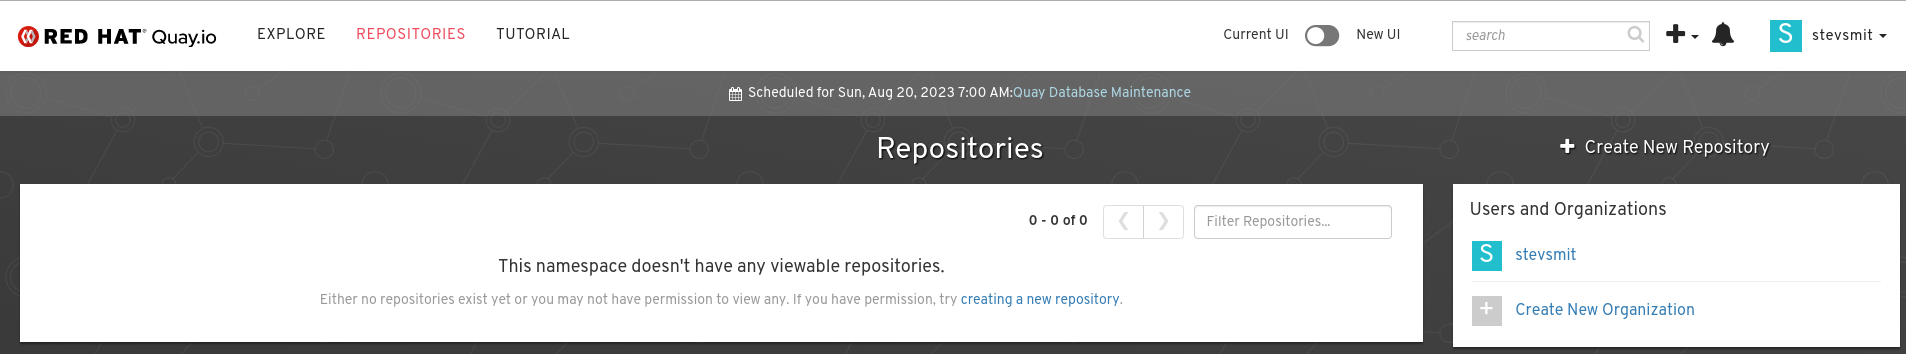 RED HAT® Quay.io EXPLORE REPOSITORIES TUTORIAL Current UI New UI search S stevsmit
Scheduled for Sun, Aug 20, 2023 7:00 AM:Quay Database Maintenance
Repositories
Create New Repository
0 - 0 of 0 Filter Repositories...
This namespace doesn't have any viewable repositories.
Either no repositories exist yet or you may not have permission to view any. If you have permission, try creating a new repository.
Users and Organizations
S stevsmit
Create New Organization